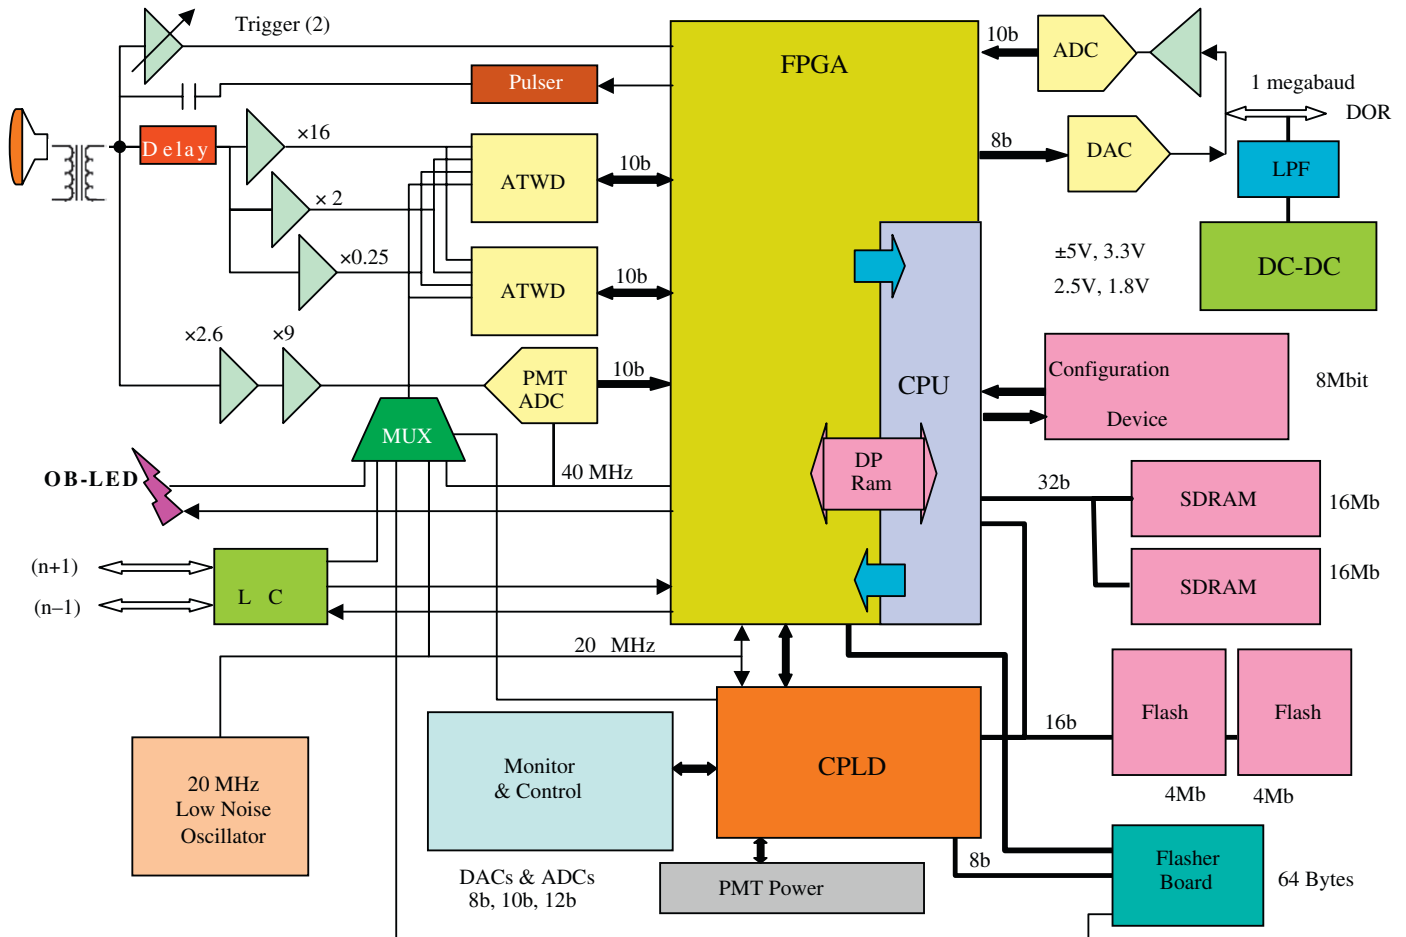 Trigger (2)
FPGA
10b
ADC
Pulser
1 megabaud
DOR
×16
Delay
ATWD
10b
8b
DAC
LPF
× 2
×0.25
ATWD
10b
±5V, 3.3V
2.5V, 1.8V
DC-DC
×2.6
×9
PMT
ADC
10b
CPU
Configuration
Device
8Mbit
MUX
OB-LED
40 MHz
DP
Ram
32b
SDRAM
16Mb
SDRAM
16Mb
(n+1)
(n–1)
L C
20 MHz
20 MHz
Low Noise
Oscillator
Monitor
& Control
CPLD
16b
Flash
Flash
4Mb
4Mb
DACs & ADCs
8b, 10b, 12b
PMT Power
8b
Flasher
Board
64 Bytes